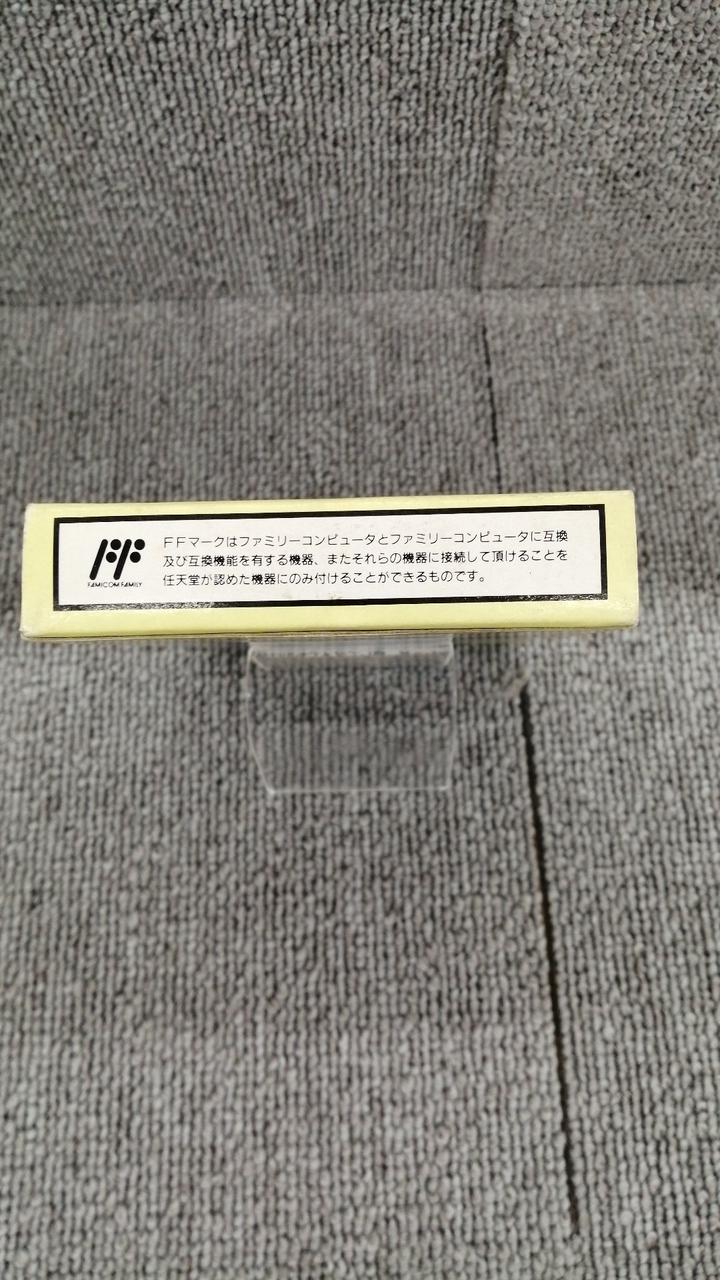 FFマークはファミリーコンピュータとファミリーコンピュータに互換
及び互換機能を有する機器、またそれらの機器に接続して頂けることを
任天堂が認めた機器にのみ付けることができるものです。
FF
FAMICOM FAMILY